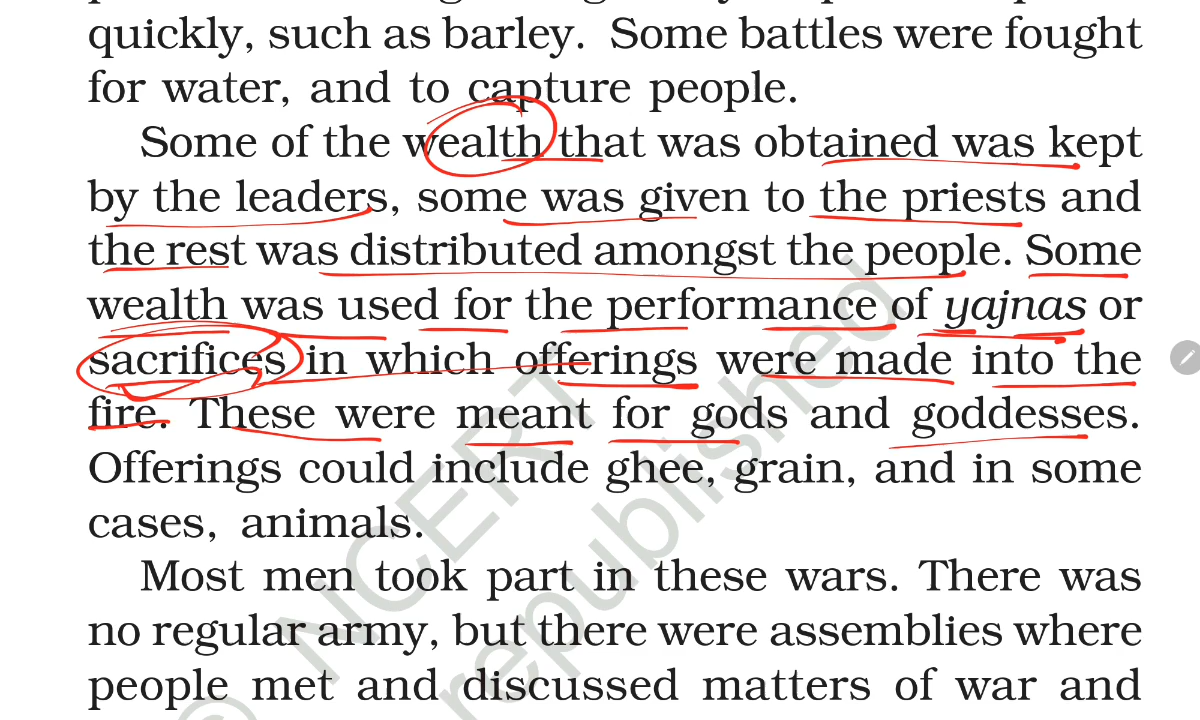 quickly, such as barley. Some battles were fought
for water, and to capture people.
Some of the wealth that was obtained was kept
by the leaders, some was given to the priests and
the rest was distributed amongst the people. Some
wealth was used for the performance of yajnas or
sacrifices in which offerings were made into the
fire. These were meant for gods and goddesses.
Offerings could include ghee, grain, and in some
cases, animals.
Most men took part in these wars. There was
no regular army, but there were assemblies where
people met and discussed matters of war and
© NCERT
republished